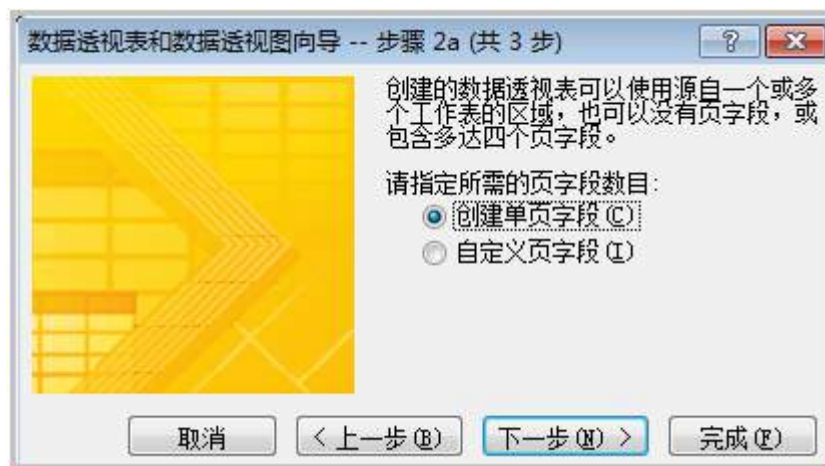 数据透视表和数据透视图向导 -- 步骤 2a (共 3 步)
创建的数据透视表可以使用源自一个或多
个工作表的区域，也可以没有页字段，或
包含多达四个页字段。
请指定所需的页字段数目:
创建单页字段(C)
自定义页字段(I)
取消
< 上一步(B)
下一步(N) >
完成(F)